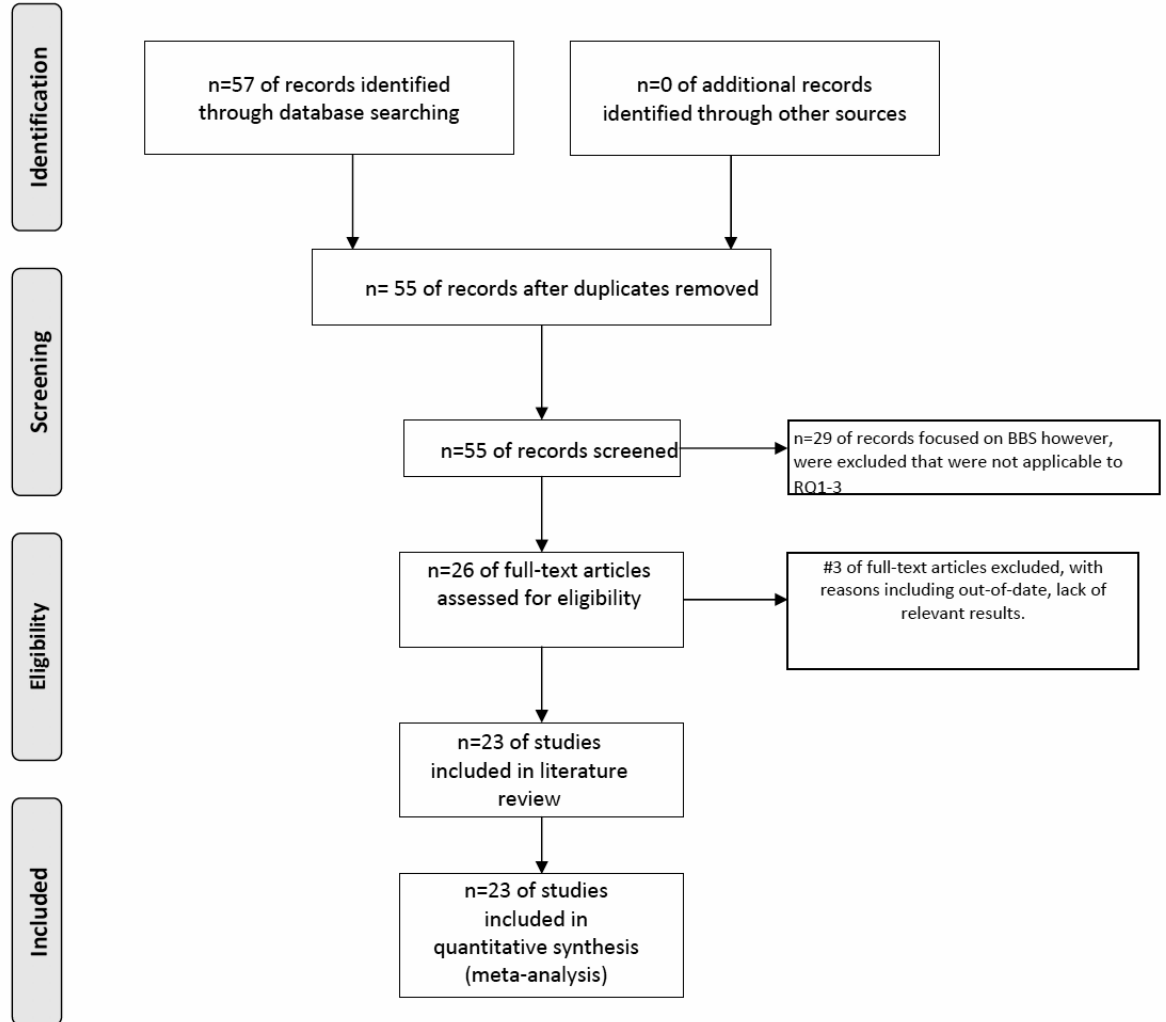 Identification
n=57 of records identified
through database searching
n=0 of additional records
identified through other sources
n= 55 of records after duplicates removed
Screening
n=55 of records screened
n=29 of records focused on BBS however,
were excluded that were not applicable to
RQ1-3
Eligibility
n=26 of full-text articles
assessed for eligibility
#3 of full-text articles excluded, with
reasons including out-of-date, lack of
relevant results.
n=23 of studies
included in literature
review
Included
n=23 of studies
included in
quantitative synthesis
(meta-analysis)